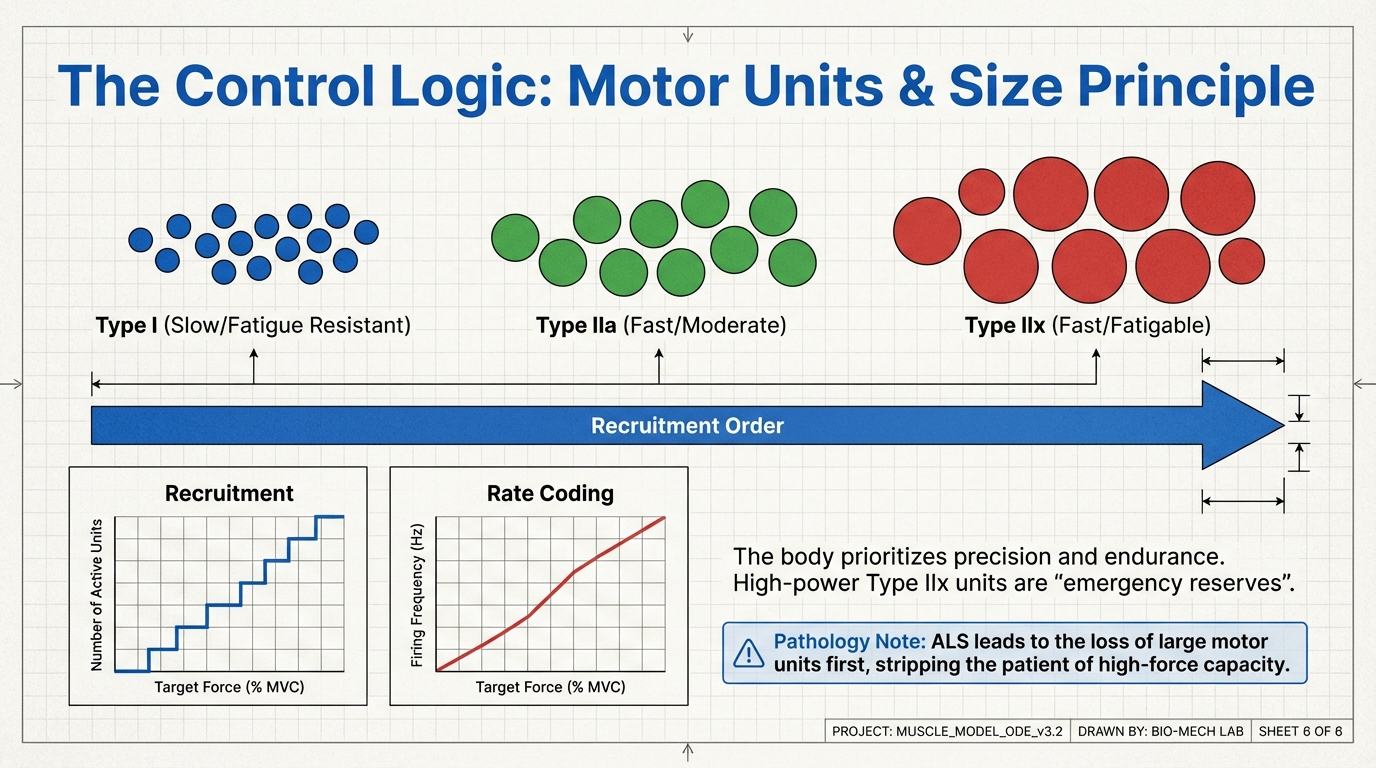 The Control Logic: Motor Units & Size Principle
Type I (Slow/Fatigue Resistant)
Type IIa (Fast/Moderate)
Type IIx (Fast/Fatigable)
Recruitment Order
Recruitment
Number of Active Units
Target Force (% MVC)
Rate Coding
Firing Frequency (Hz)
Target Force (% MVC)
The body prioritizes precision and endurance.
High-power Type IIx units are “emergency reserves”.
Pathology Note: ALS leads to the loss of large motor
units first, stripping the patient of high-force capacity.
PROJECT: MUSCLE_MODEL_ODE_v3.2
DRAWN BY: BIO-MECH LAB
SHEET 6 OF 6